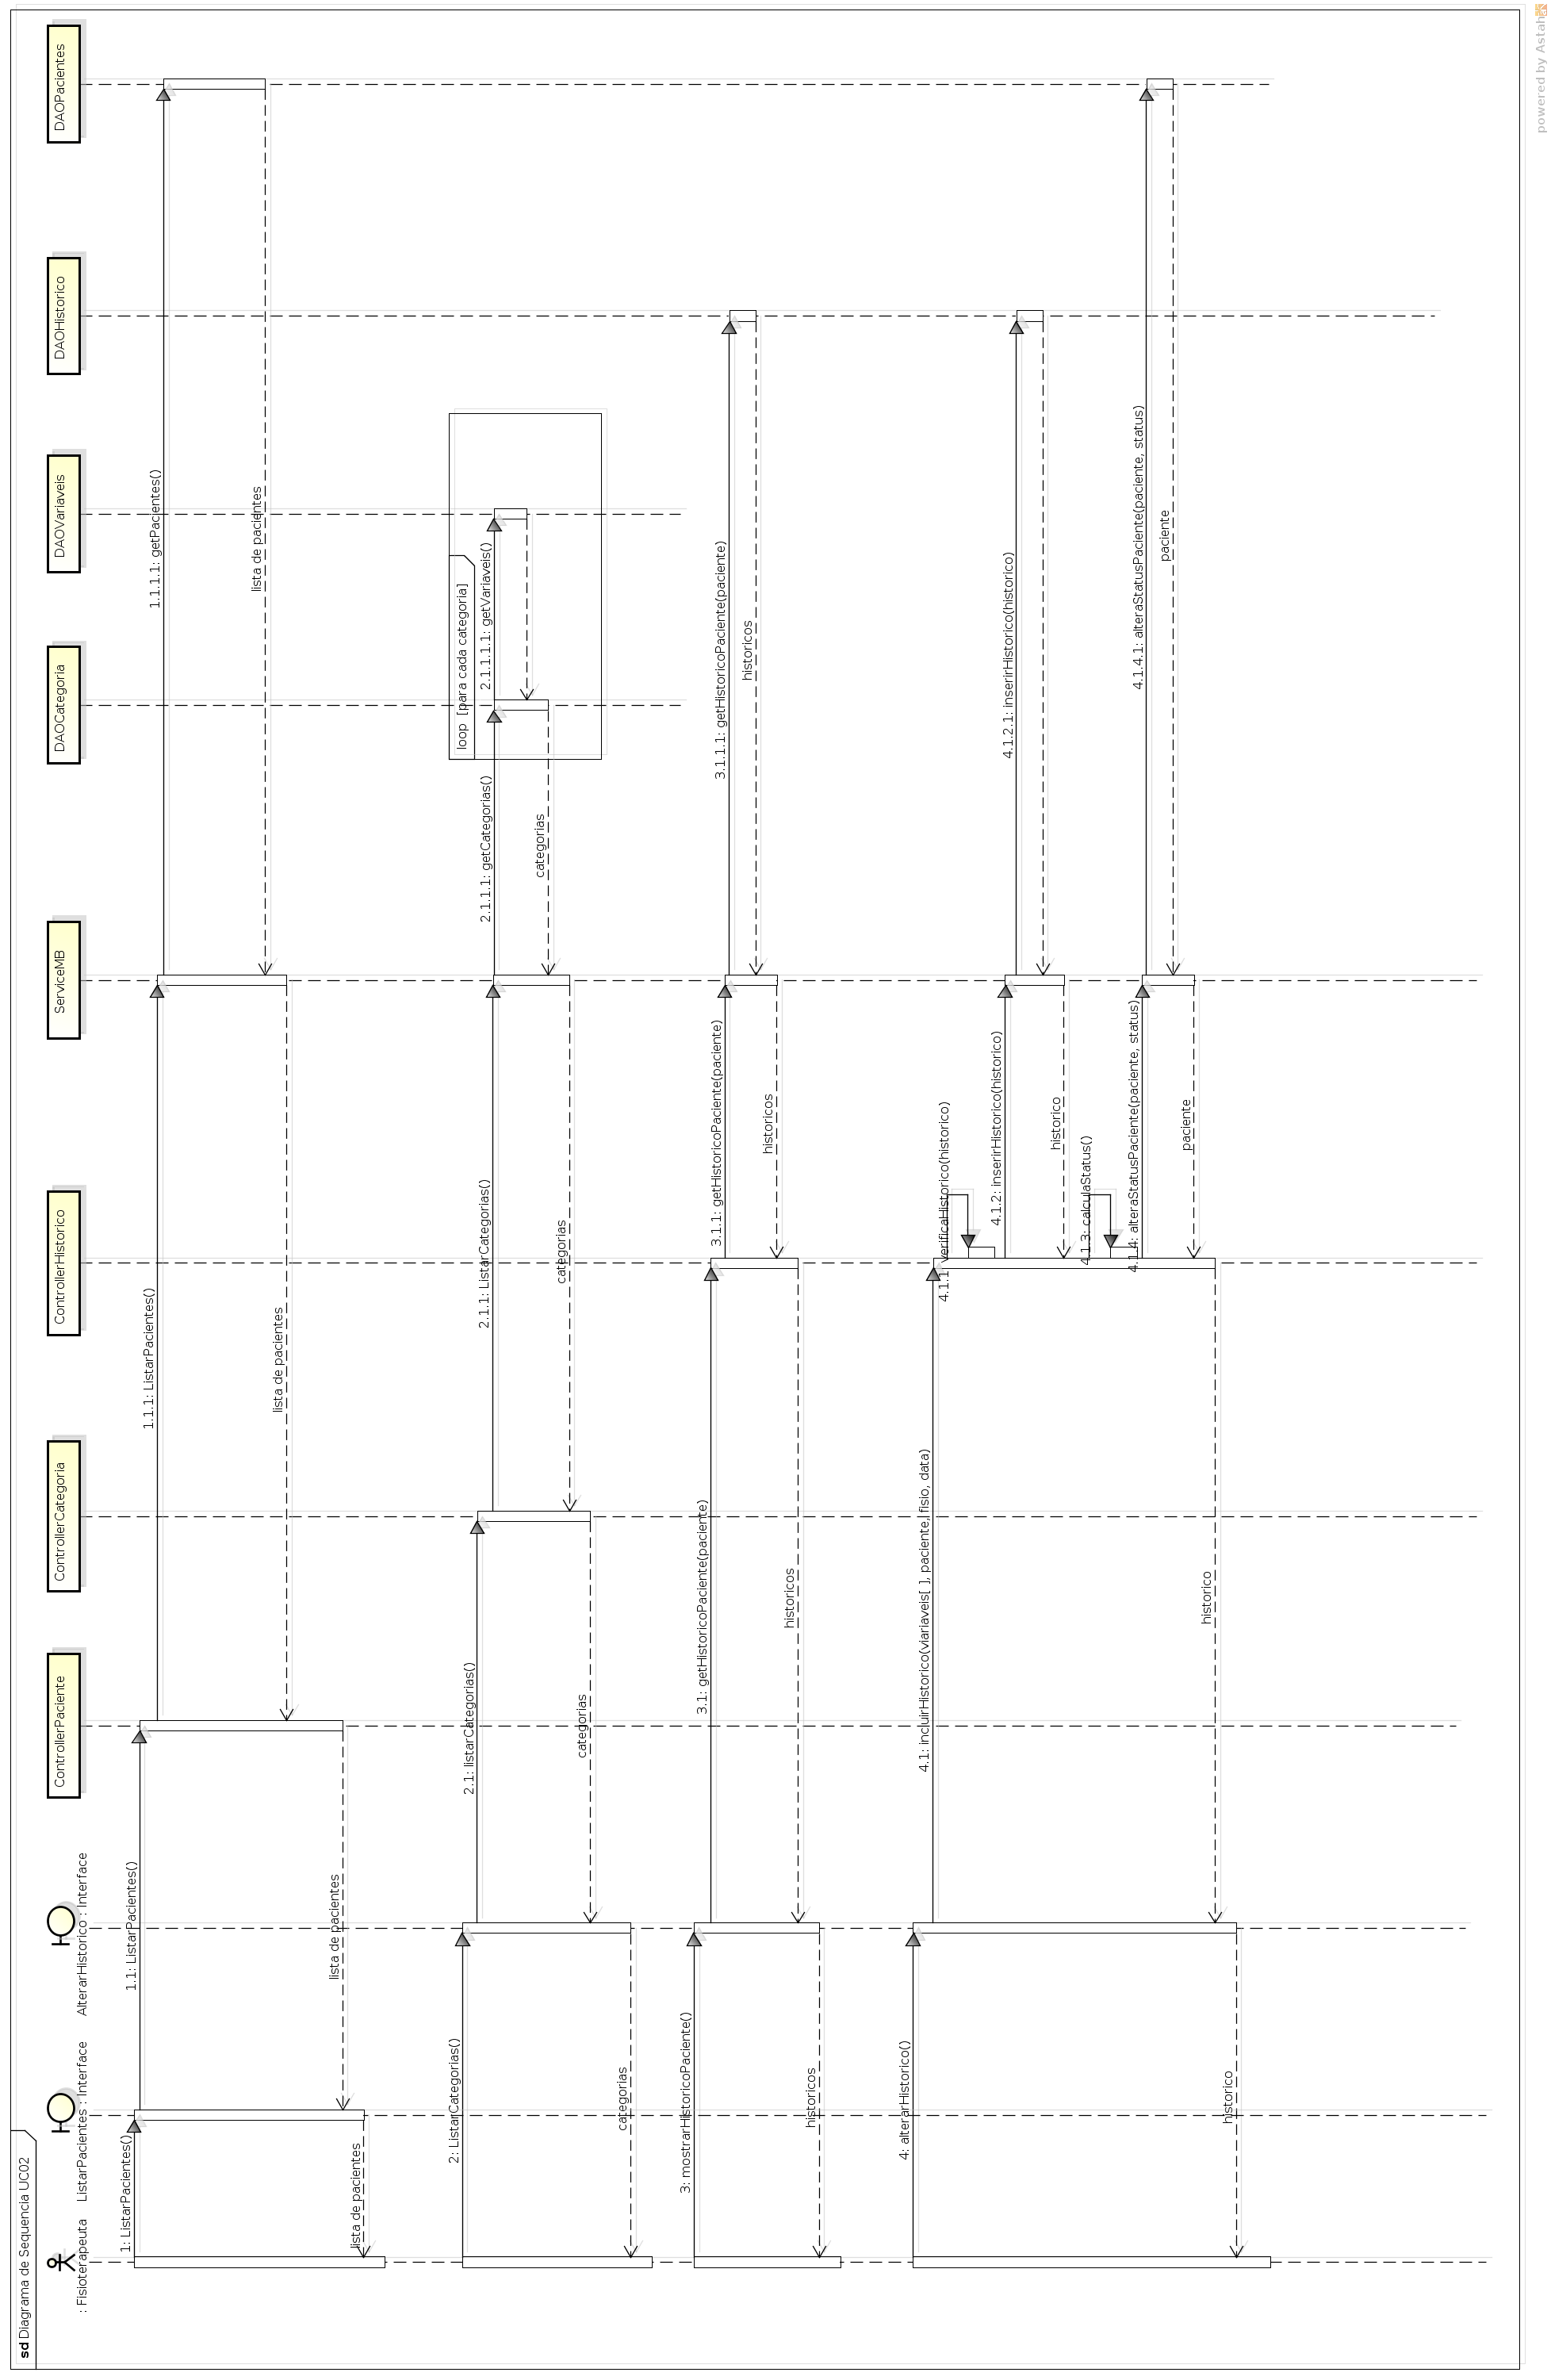 sd Diagrama de Sequencia UC02
: Fisioterapeuta
ListarPacientes : Interface
AlterarHistorico : Interface
ControllerPaciente
ControllerCategoria
ControllerHistorico
ServiceMB
DAOCategoria
DAOVariaveis
DAOHistorico
DAOPacientes
1: ListarPacientes()
1.1: ListarPacientes()
1.1.1: ListarPacientes()
1.1.1.1: getPacientes()
lista de pacientes
lista de pacientes
lista de pacientes
lista de pacientes
2: ListarCategorias()
2.1: listarCategorias()
2.1.1: ListarCategorias()
2.1.1.1: getCategorias()
loop [para cada categoria]
2.1.1.1.1: getVariaveis()
categorias
categorias
categorias
categorias
3: mostrarHistoricoPaciente()
3.1: getHistoricoPaciente(paciente)
3.1.1: getHistoricoPaciente(paciente)
3.1.1.1: getHistoricoPaciente(paciente)
historicos
historicos
historicos
historicos
4: alterarHistorico()
4.1: incluirHistorico(viariaveis[ ], paciente, fisio, data)
4.1.1: verificaHistorico(historico)
4.1.2: inserirHistorico(historico)
4.1.2.1: inserirHistorico(historico)
historico
4.1.3: calculaStatus()
4.1.4: alteraStatusPaciente(paciente, status)
4.1.4.1: alteraStatusPaciente(paciente, status)
paciente
paciente
historico
historico
powered by Astah